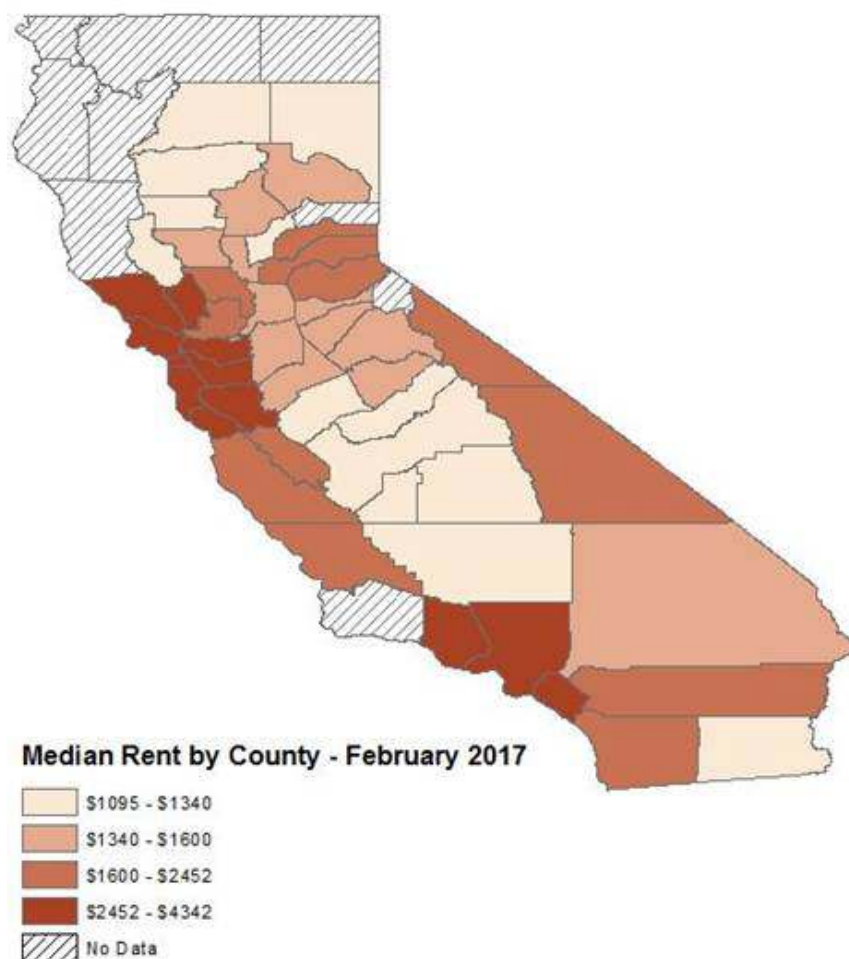 Median Rent by County - February 2017
$1095 - $1340
$1340 - $1600
$1600 - $2452
$2452 - $4342
No Data